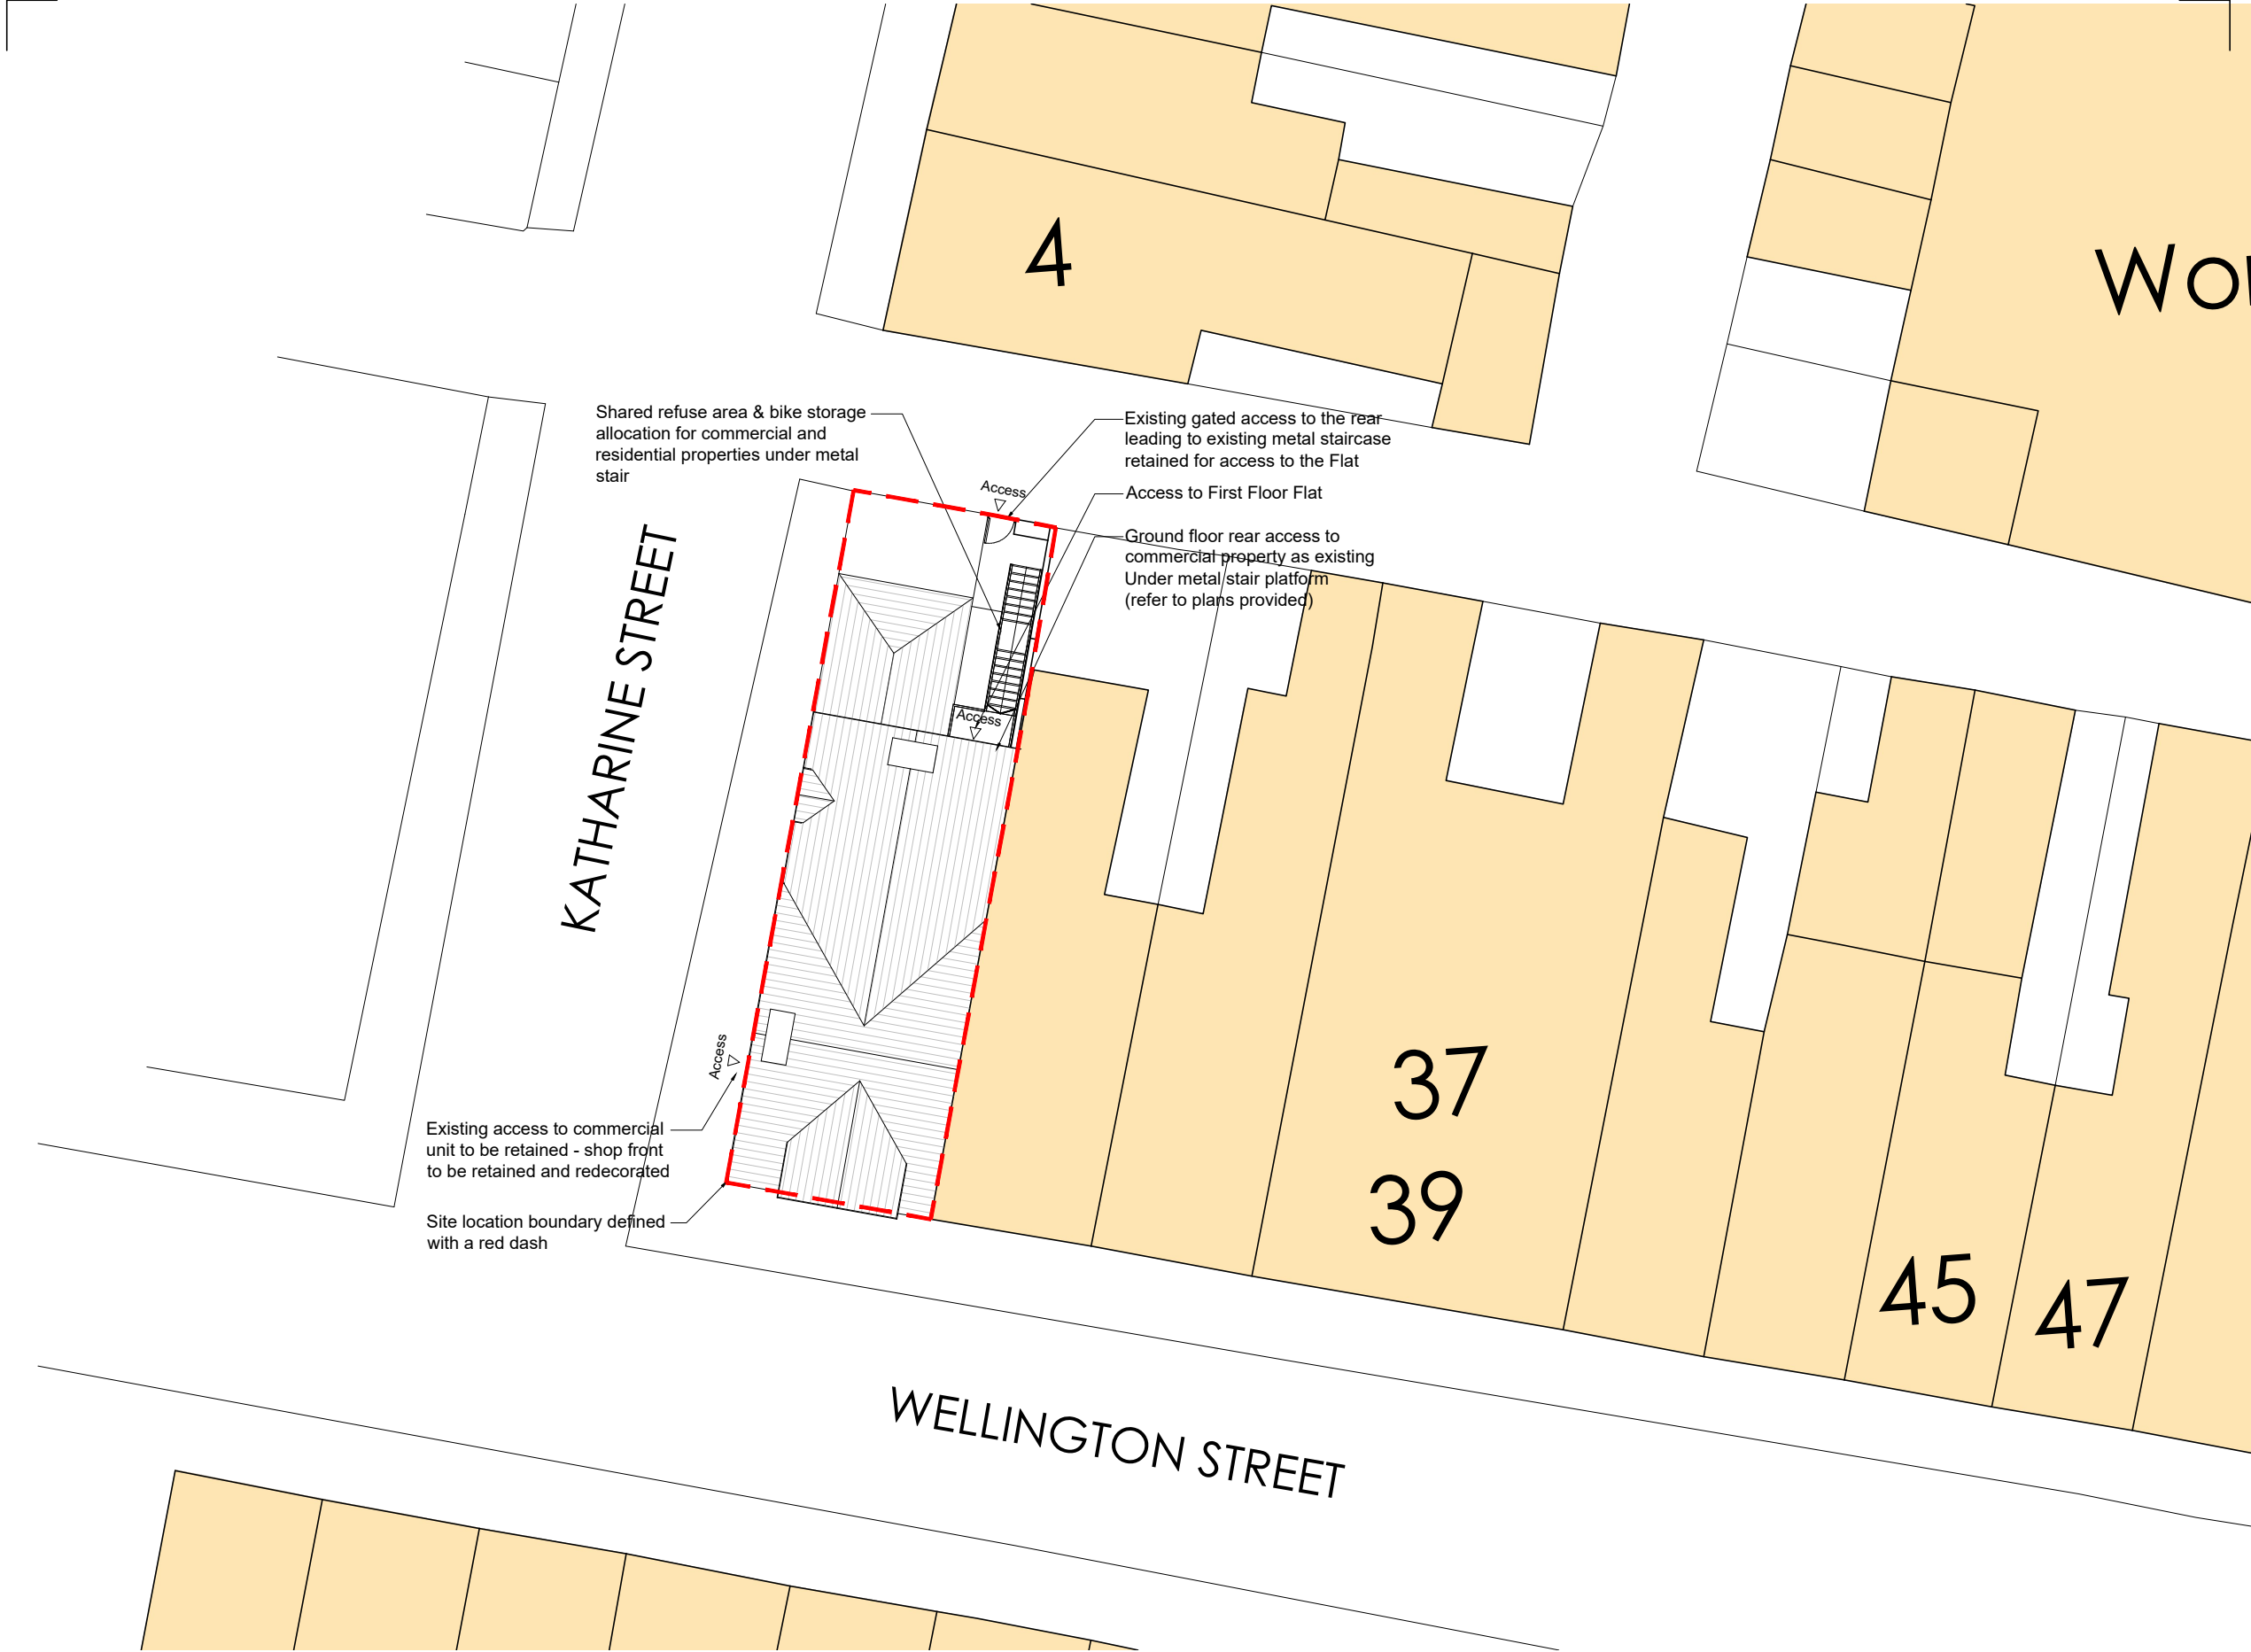 4
Shared refuse area & bike storage
allocation for commercial and
residential properties under metal
stair
Existing gated access to the rear
leading to existing metal staircase
retained for access to the Flat
Access to First Floor Flat
Ground floor rear access to
commercial property as existing
Under metal stair platform
(refer to plans provided)
Access
Access
KATHARINE STREET
Access
Existing access to commercial
unit to be retained - shop front
to be retained and redecorated
Site location boundary defined
with a red dash
37
39
45
47
WELLINGTON STREET